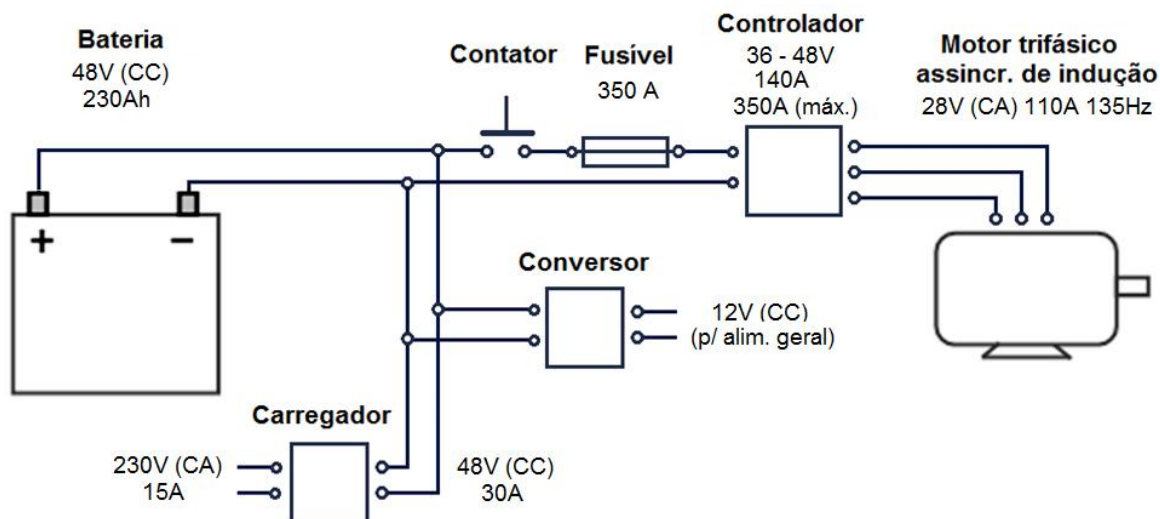 Bateria
48V (CC)
230Ah
Contator
Fusível
350 A
Controlador
36 - 48V
140A
350A (máx.)
Motor trifásico
assincr. de indução
28V (CA) 110A 135Hz
+
−
Conversor
12V (CC)
(p/ alim. geral)
Carregador
230V (CA)
15A
48V (CC)
30A